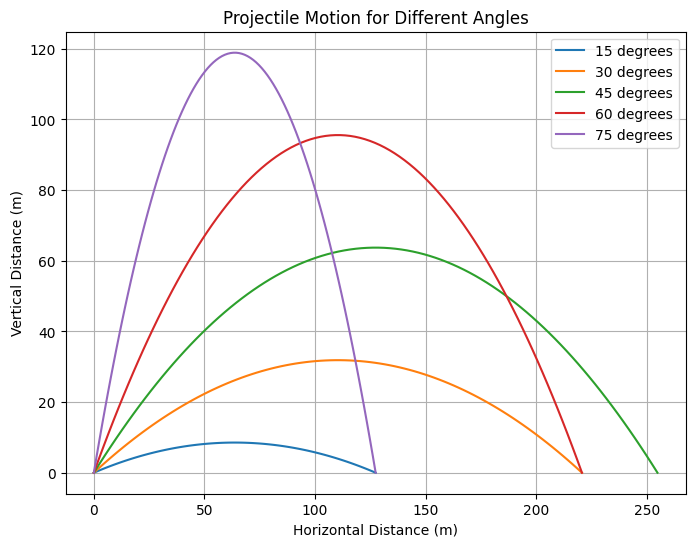 Projectile Motion for Different Angles
15 degrees
30 degrees
45 degrees
60 degrees
75 degrees
Vertical Distance (m)
120
100
80
60
40
20
0
0 50 100 150 200 250
Horizontal Distance (m)